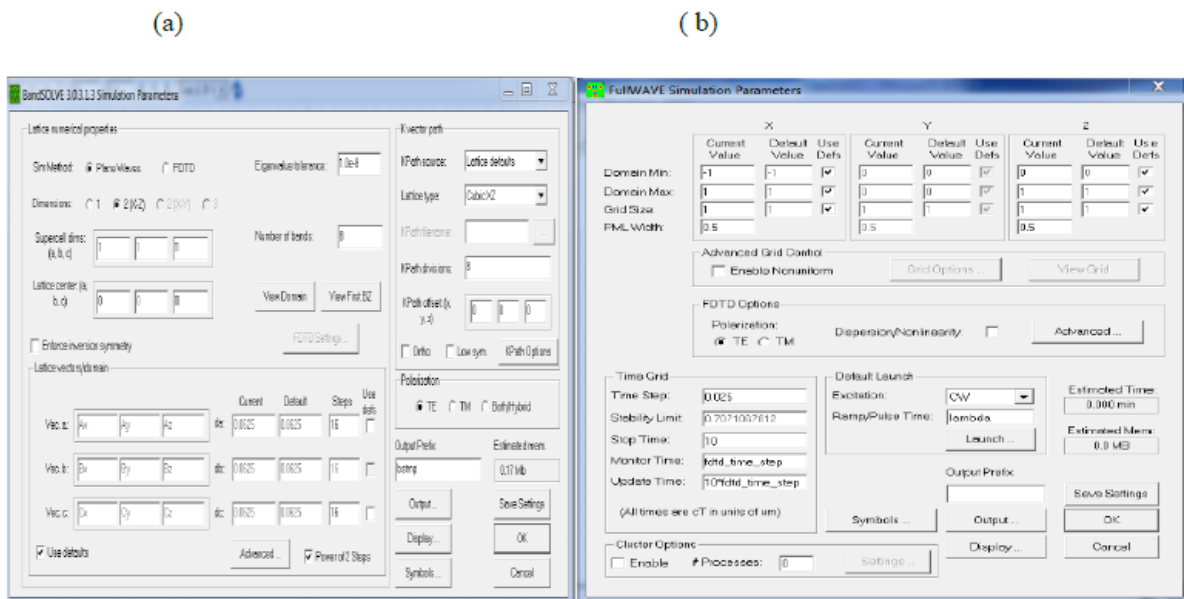 (a)
(b)
BandSOLVE 3.0.3.1.3 Simulation Parameters
Lattice numerical properties
Sim Method: Plane Waves FDTD
Eigenvalue tolerance: 1.0e-8
Dimensions: 1 2 (X-Z) 2 (X-Y) 3
Supercell dims: (a, b, c) 1 1 1
Number of bands: 8
Lattice center (a, b, c) 0 0 0
View Domain
View First BZ
FDTD Settings...
Enforce inversion symmetry
Lattice vectors/domain
Current Default Steps Use defs
Vec. a: Ax Ay Az da: 0.0625 0.0625 16
Vec. b: Bx By Bz db: 0.0625 0.0625 16
Vec. c: Cx Cy Cz dc: 0.0625 0.0625 16
Use defaults
Advanced ...
Power of 2 Steps
K vector path
KPath source: Lattice defaults
Lattice type: Cubic XZ
KPath filename: ...
KPath divisions: 8
KPath offset (x, y, z) 0 0 0
Ortho Low sym. KPath Options
Polarization
TE TM Both/Hybrid
Output Prefix:
Estimated mem.
bstmp
0.17 Mb
Output ...
Save Settings
Display...
OK
Symbols...
Cancel
FullWAVE Simulation Parameters
X Y Z
Current Value Default Value Use Defs Current Value Default Value Use Defs Current Value Default Value Use Defs
Domain Min: -1 -1 0 0 0 0
Domain Max: 1 1 0 0 1 1
Grid Size: 1 1 1 1 1 1
PML Width: 0.5 0.5 0.5
Advanced Grid Control
Enable Nonuniform
Grid Options ...
View Grid
FDTD Options
Polarization:
TE TM
Dispersion/Nonlinearity:
Advanced ...
Time Grid
Time Step: 0.025
Stability Limit: 0.7071067812
Stop Time: 10
Monitor Time: fdtd_time_step
Update Time: 10*fdtd_time_step
(All times are cT in units of um)
Default Launch
Excitation: CW
Ramp/Pulse Time: lambda
Launch ...
Estimated Time:
0.000 min
Estimated Mem:
0.0 MB
Output Prefix
Save Settings
Symbols ...
Output ...
OK
Display ...
Cancel
Cluster Options
Enable # Processes: 0
Settings ...